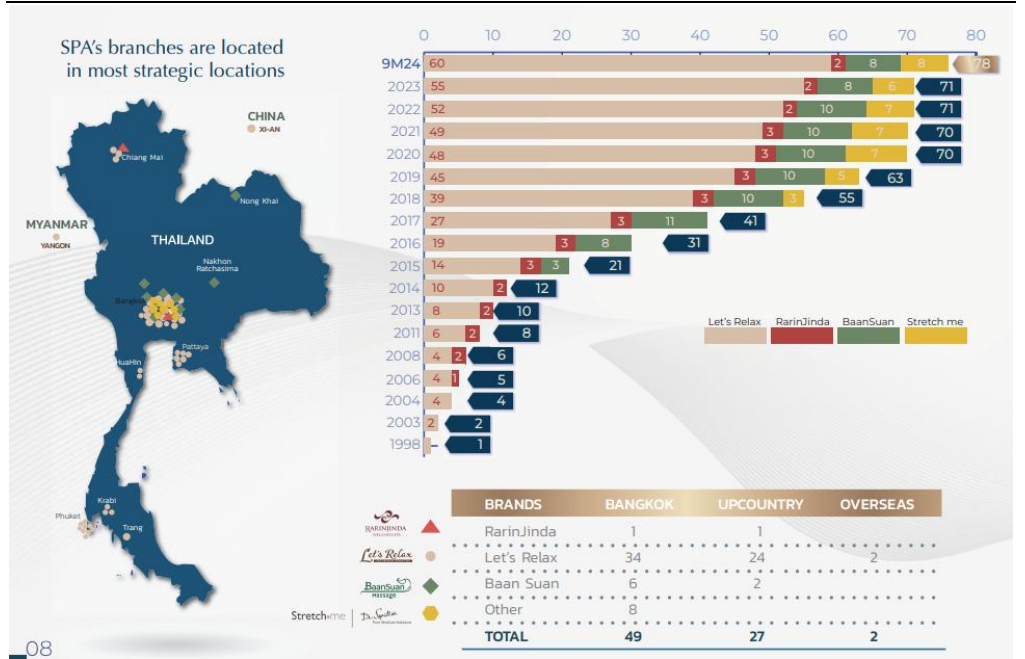 SPA's branches are located
in most strategic locations
CHINA
XI-AN
Chiang Mai
Nong Khai
MYANMAR
YANGON
THAILAND
Nakhon
Ratchasima
Bangkok
Pattaya
HuaHin
Krabi
Phuket
Trang
0 10 20 30 40 50 60 70 80
9M24 60 2 8 8 78
2023 55 2 8 6 71
2022 52 2 10 7 71
2021 49 3 10 7 70
2020 48 3 10 7 70
2019 45 3 10 5 63
2018 39 3 10 3 55
2017 27 3 11 41
2016 19 3 8 31
2015 14 3 3 21
2014 10 2 12
2013 8 2 10
2011 6 2 8
2008 4 2 6
2006 4 1 5
2004 4 4
2003 2 2
1998 1
Let's Relax RarinJinda BaanSuan Stretch me
BRANDS BANGKOK UPCOUNTRY OVERSEAS
RARINJINDA
RarinJinda 1 1
Let's Relax
Let's Relax 34 24 2
BaanSuan
MASSAGE
Baan Suan 6 2
Stretch me
Other 8
TOTAL 49 27 2
08